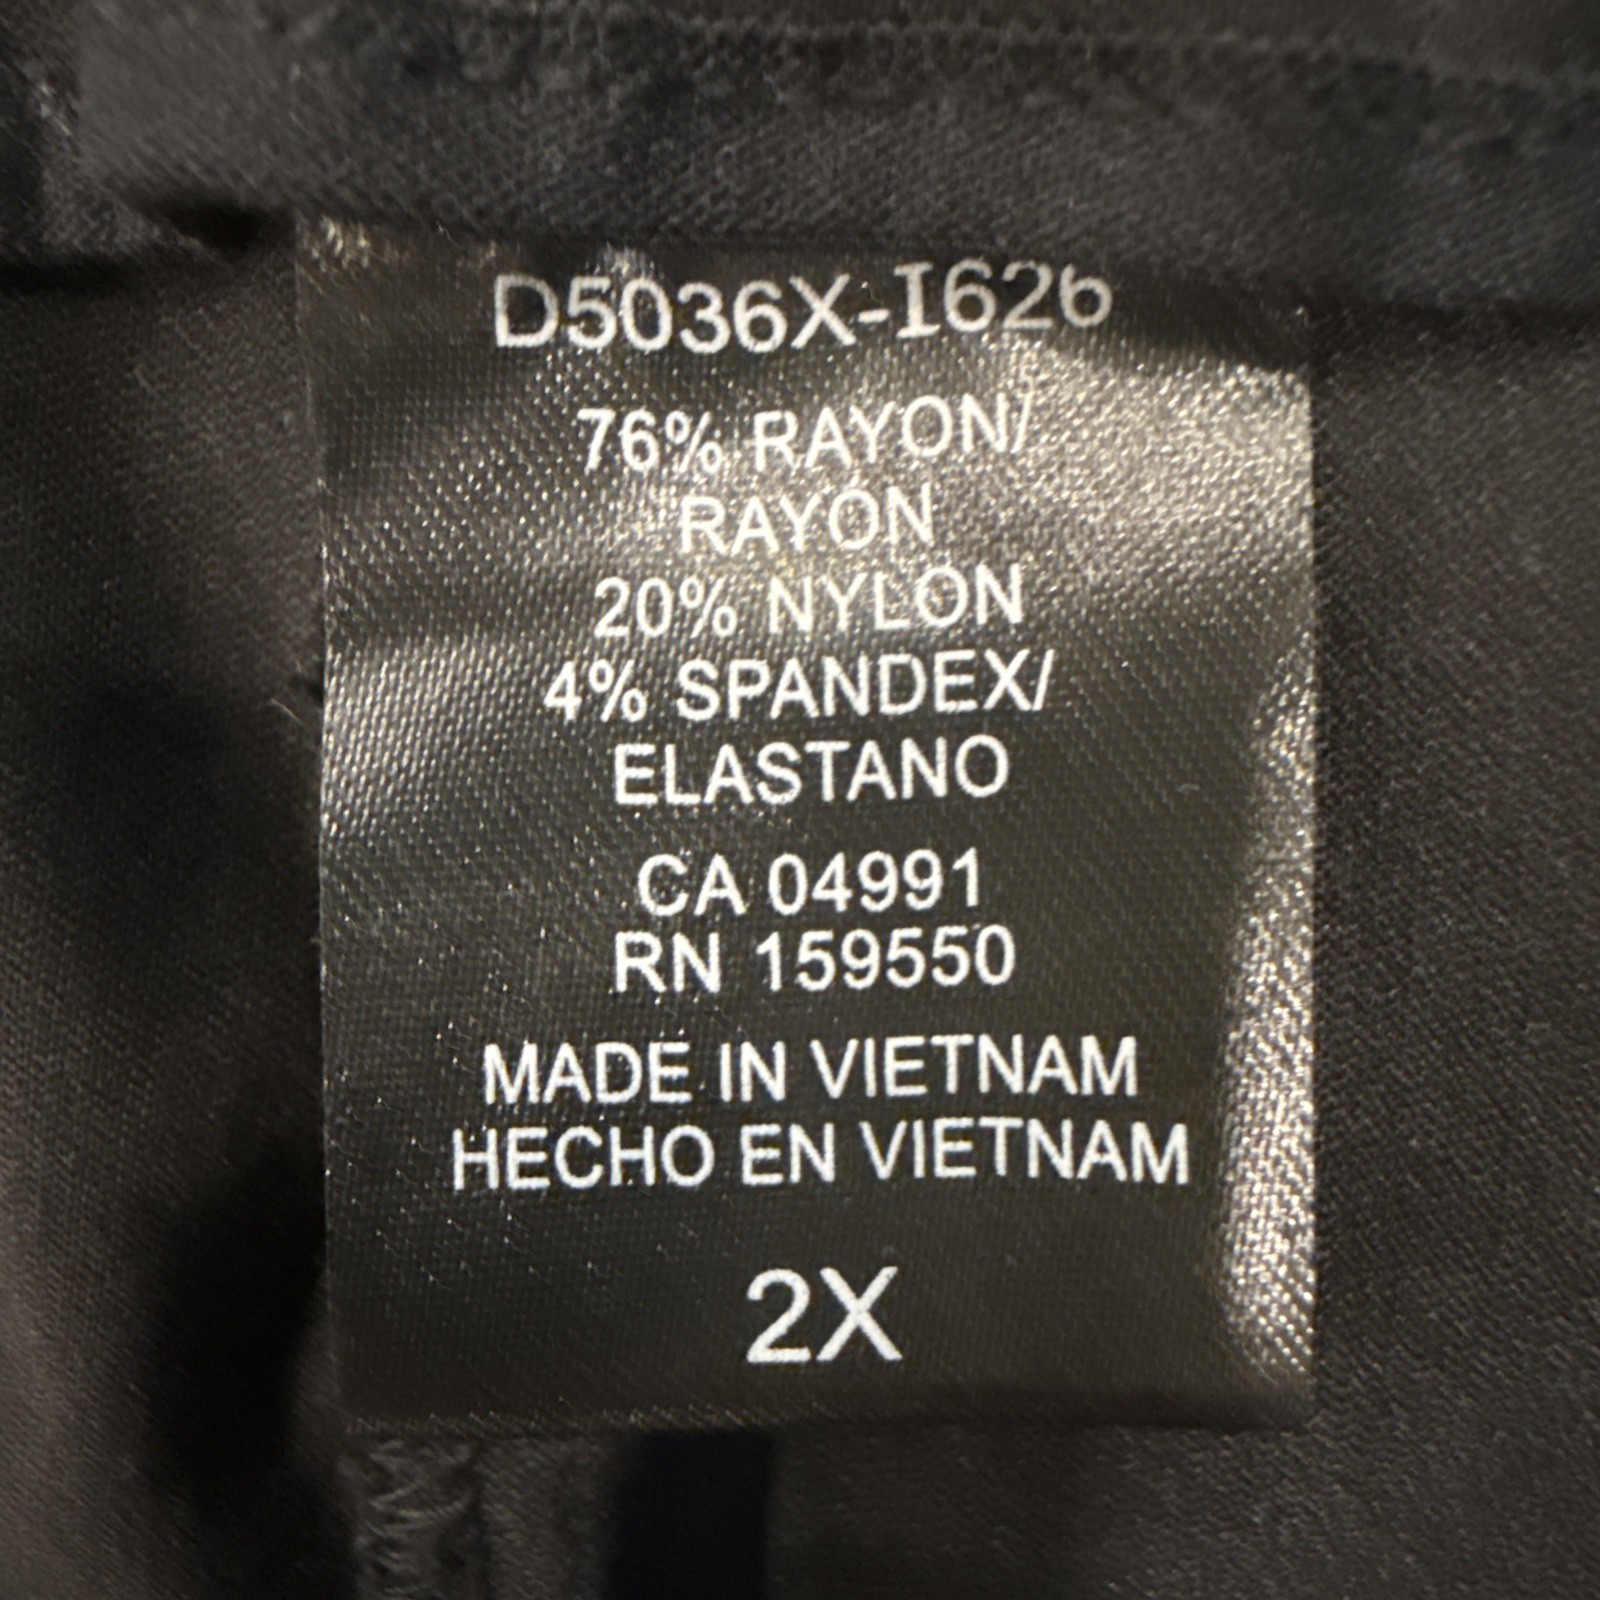 D5036X-I626
76% RAYON/
RAYÓN
20% NYLON
4% SPANDEX/
ELASTANO
CA 04991
RN 159550
MADE IN VIETNAM
HECHO EN VIETNAM
2X